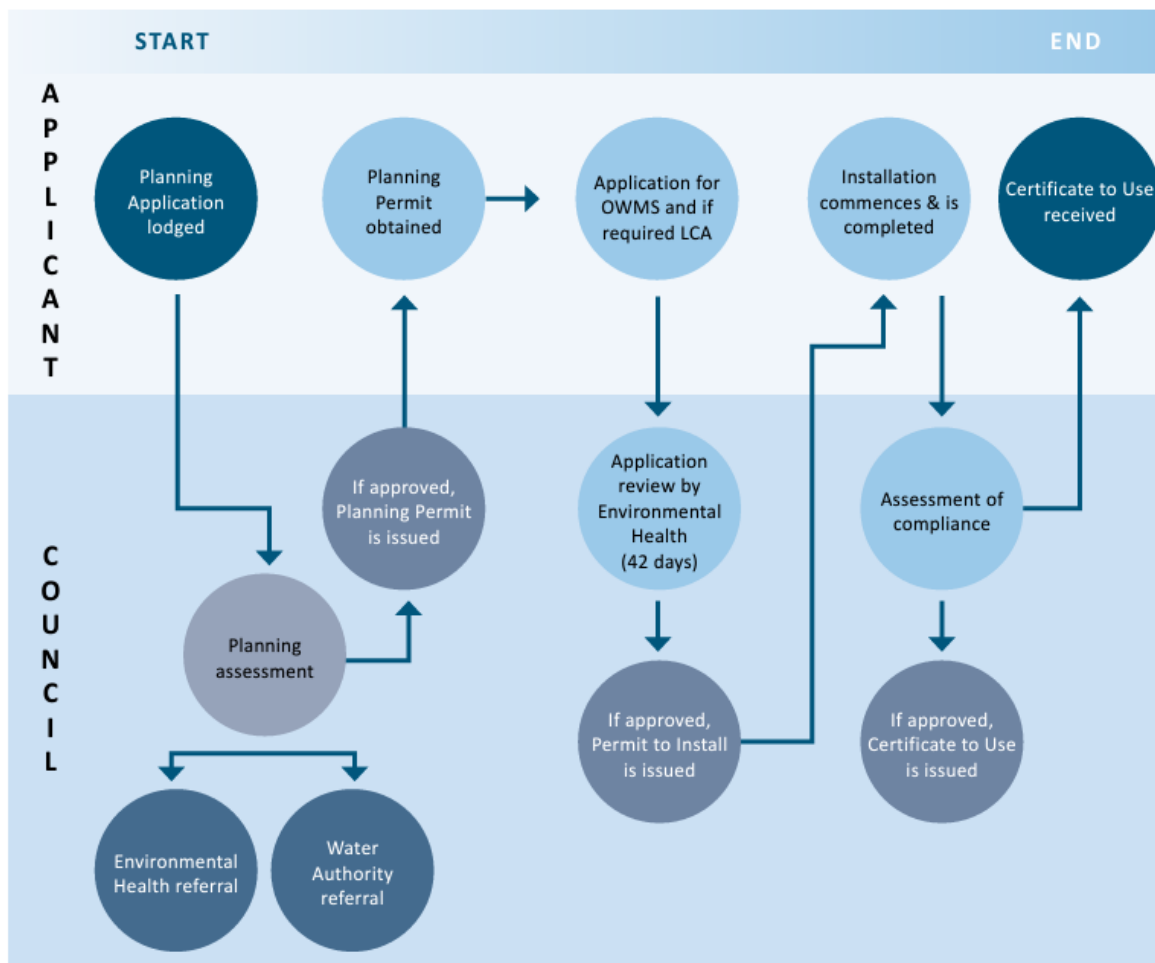 START
END
APPLICANT
Planning
Application
lodged
Planning
Permit
obtained
Application for
OWMS and if
required LCA
Installation
commences & is
completed
Certificate to Use
received
COUNCIL
If approved,
Planning Permit
is issued
Application
review by
Environmental
Health
(42 days)
Assessment of
compliance
Planning
assessment
If approved,
Permit to Install
is issued
If approved,
Certificate to Use
is issued
Environmental
Health referral
Water
Authority
referral